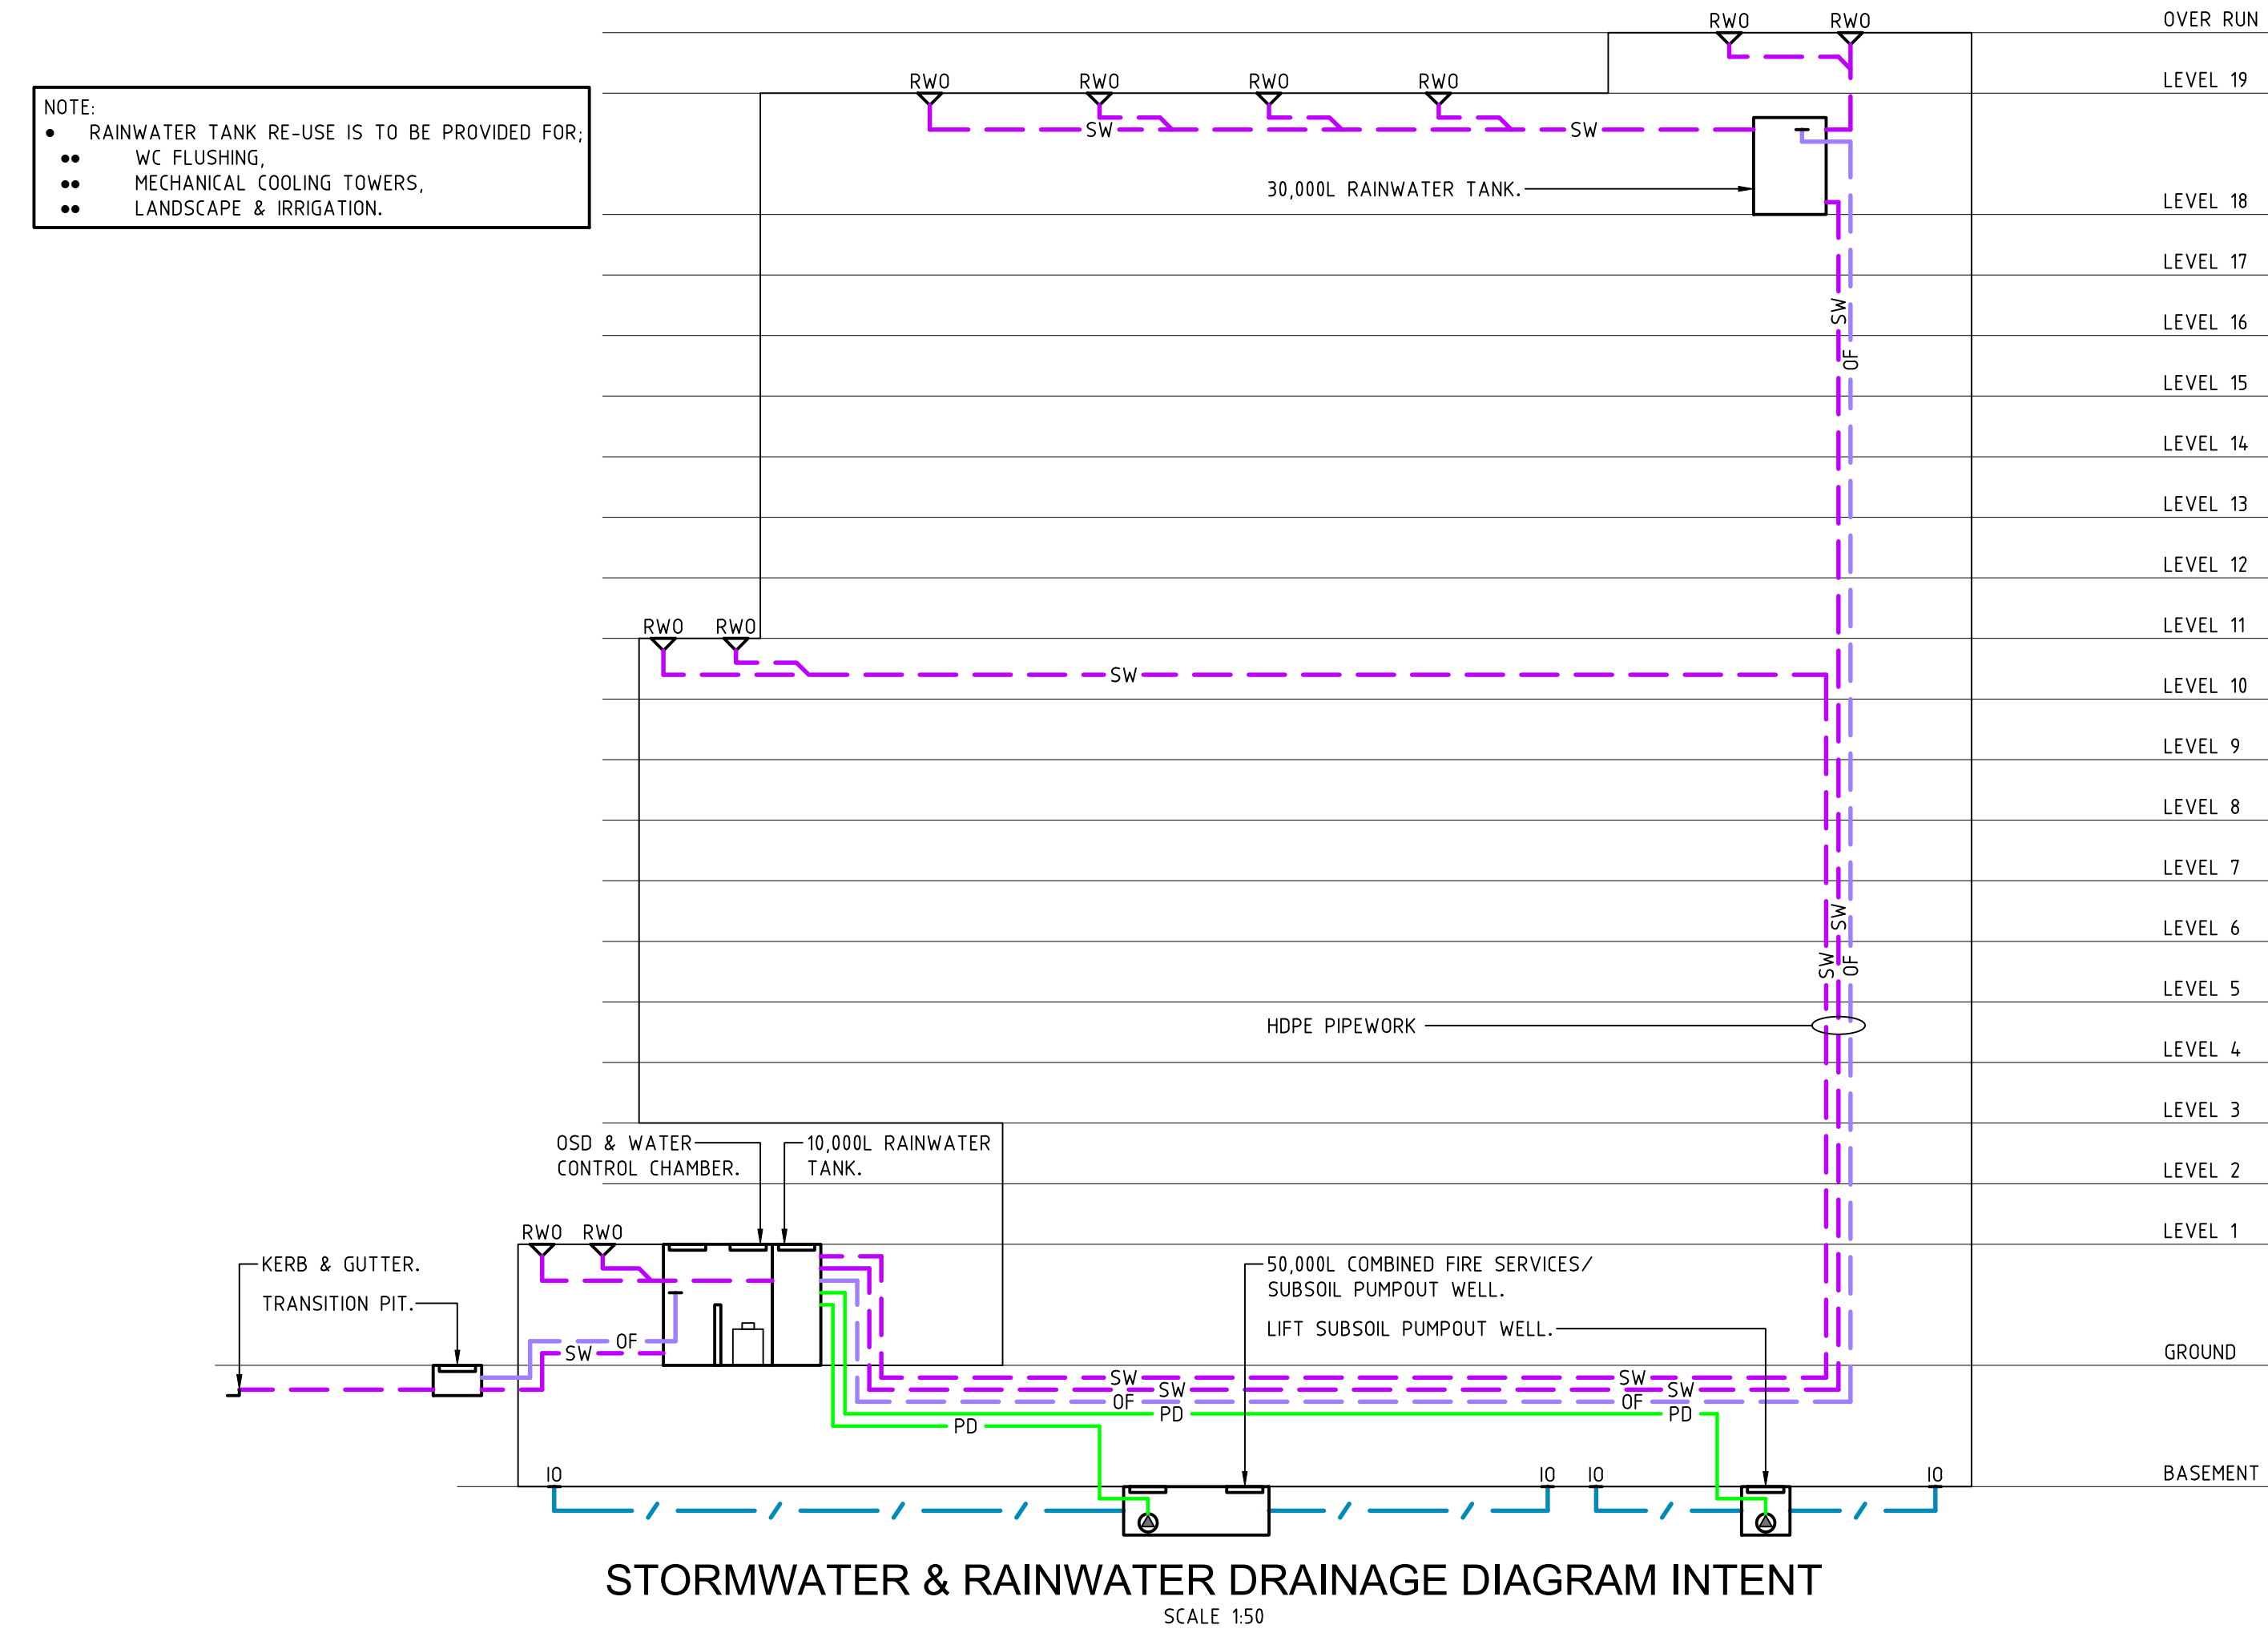 RWO RWO OVER RUN
RWO RWO RWO RWO LEVEL 19
NOTE:
• RAINWATER TANK RE-USE IS TO BE PROVIDED FOR;
•• WC FLUSHING,
•• MECHANICAL COOLING TOWERS,
•• LANDSCAPE & IRRIGATION.
SW SW
30,000L RAINWATER TANK.
LEVEL 18
LEVEL 17
SW
LEVEL 16
OF
LEVEL 15
LEVEL 14
LEVEL 13
LEVEL 12
RWO RWO LEVEL 11
SW
LEVEL 10
LEVEL 9
LEVEL 8
LEVEL 7
SW
LEVEL 6
SW OF
LEVEL 5
HDPE PIPEWORK
LEVEL 4
LEVEL 3
OSD & WATER
CONTROL CHAMBER.
10,000L RAINWATER
TANK.
LEVEL 2
RWO RWO LEVEL 1
KERB & GUTTER.
TRANSITION PIT.
50,000L COMBINED FIRE SERVICES/
SUBSOIL PUMPOUT WELL.
LIFT SUBSOIL PUMPOUT WELL.
OF
SW
GROUND
SW SW
SW SW
OF OF
PD PD
PD
IO IO IO IO BASEMENT
STORMWATER & RAINWATER DRAINAGE DIAGRAM INTENT
SCALE 1:50